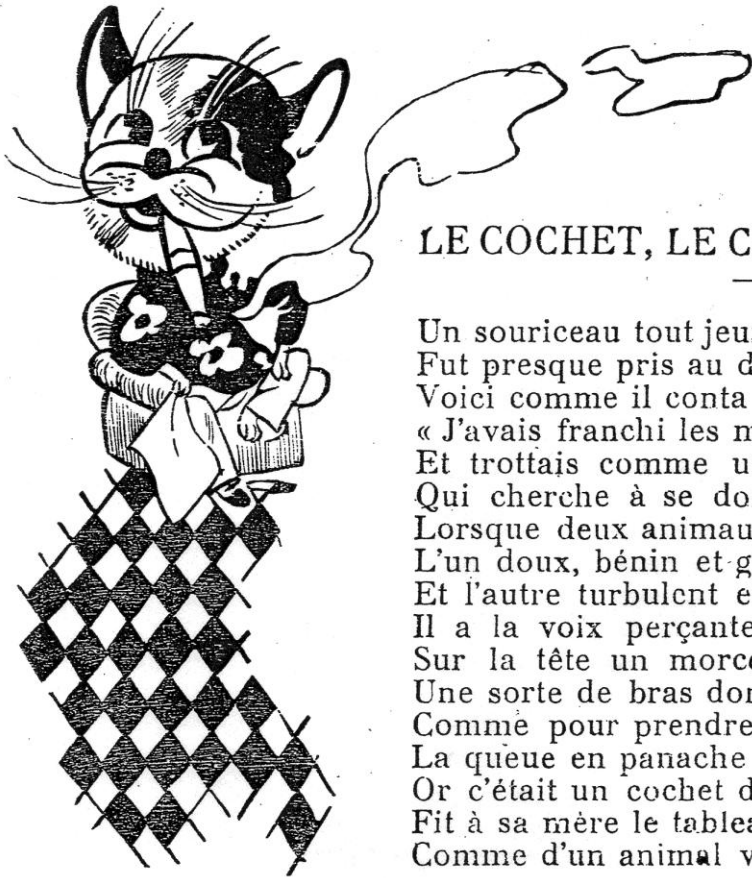 LE COCHET, LE C
Un souriceau tout jeu
Fut presque pris au d
Voici comme il conta
« J'avais franchi les m
Et trottais comme u
Qui cherche à se do
Lorsque deux animau
L'un doux, bénin et g
Et l'autre turbulent e
Il a la voix perçante
Sur la tête un morc
Une sorte de bras do
Comme pour prendre
La queue en panache
Or c'était un cochet d
Fit à sa mère le tablea
Comme d'un animal v